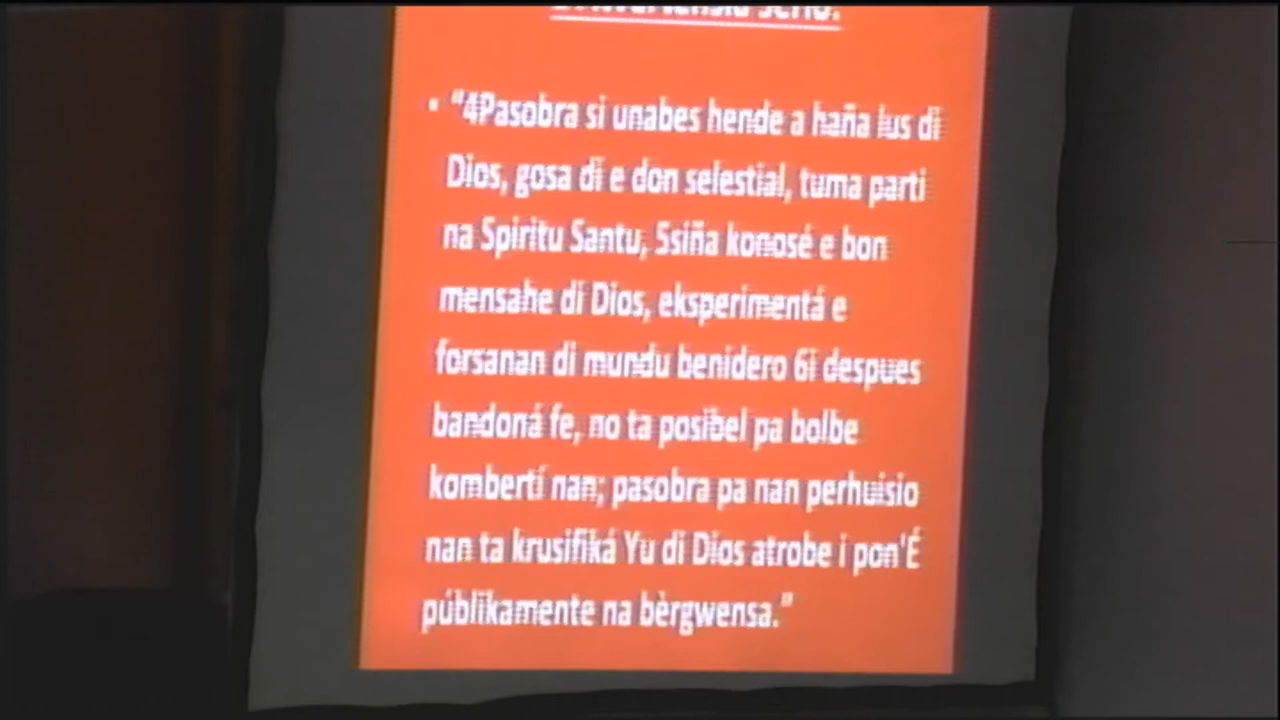 • "4Pasobra si unabes hende a haña lus di
Dios, gosa di e don selestial, tuma parti
na Spiritu Santu, 5siña konosé e bon
mensahe di Dios, eksperimentá e
forsanan di mundu benidero 6i despues
bandoná fe, no ta posibel pa bolbe
kombertí nan; pasobra pa nan perhuisio
nan ta krusifiká Yu di Dios atrobe i pon'É
públikamente na bèrgwensa."